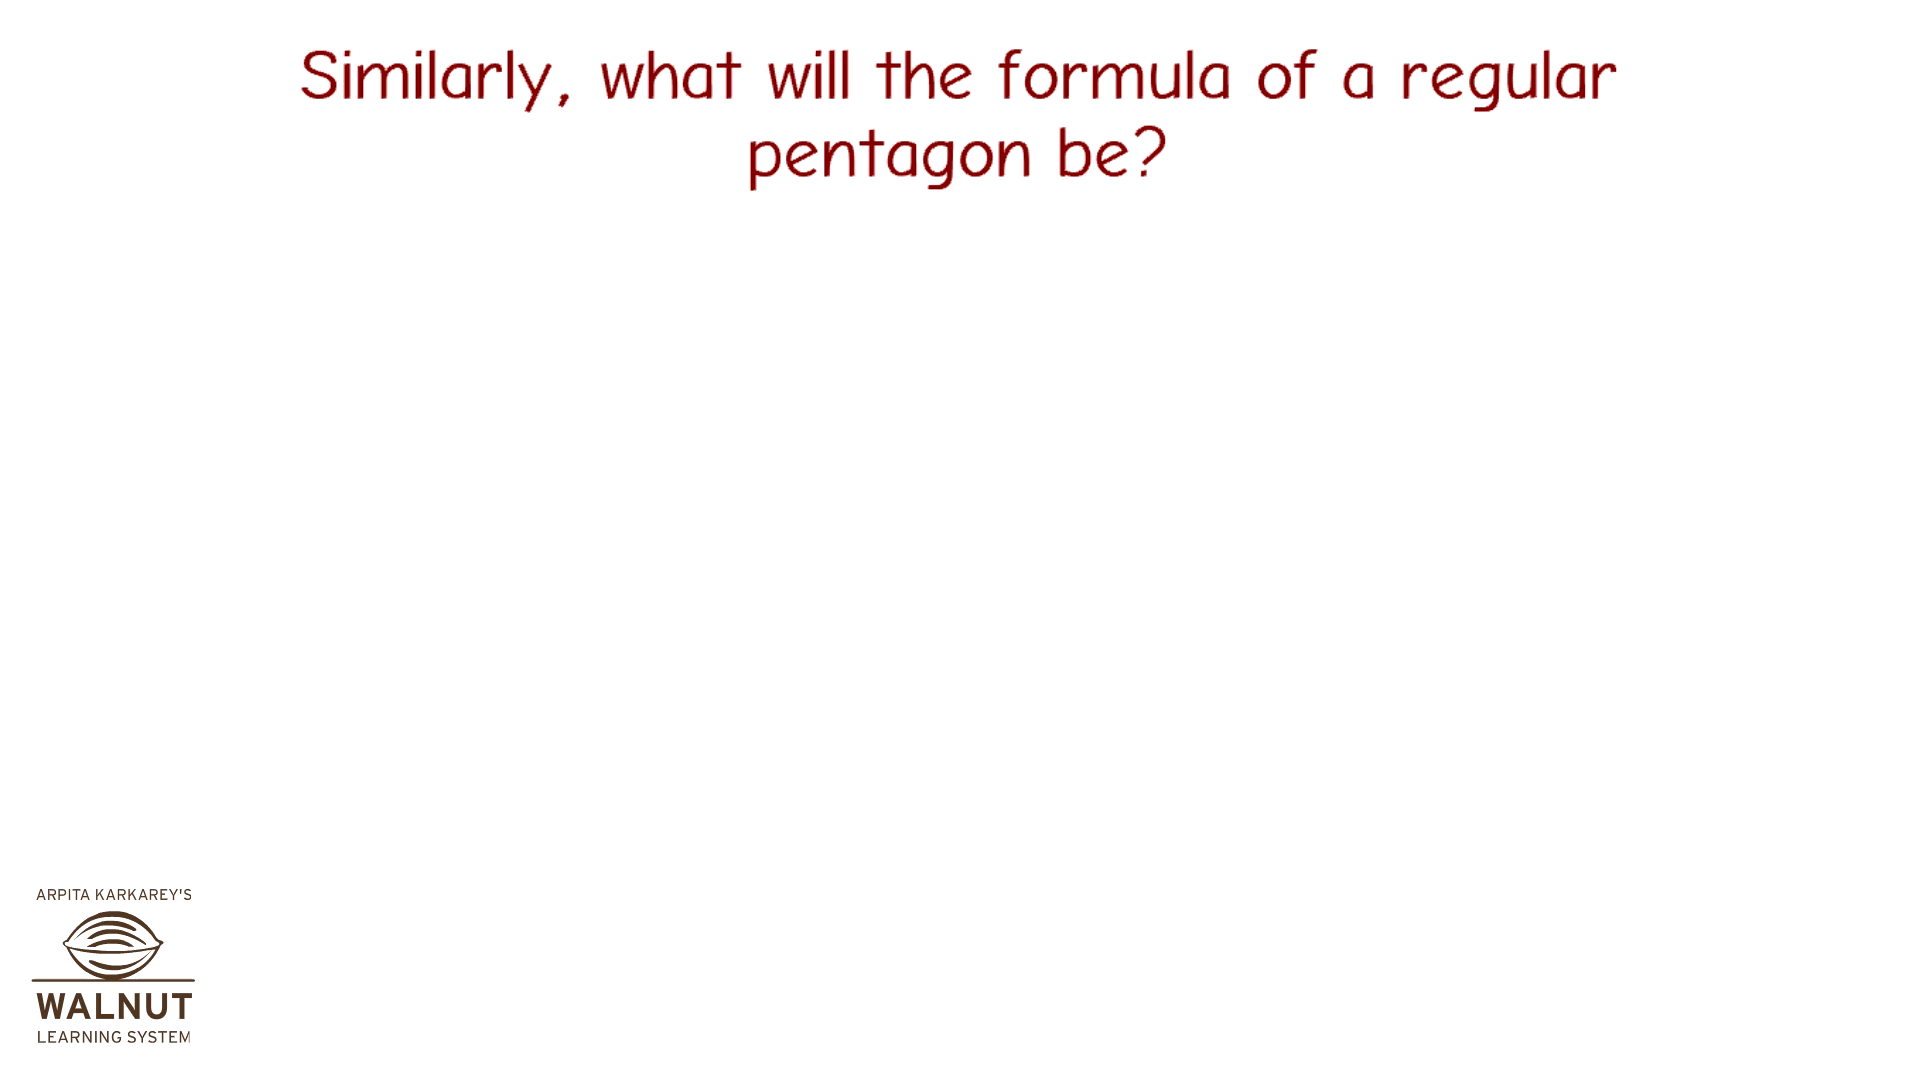 Similarly, what will the formula of a regular
pentagon be?
ARPITA KARKAREY'S
WALNUT
LEARNING SYSTEM